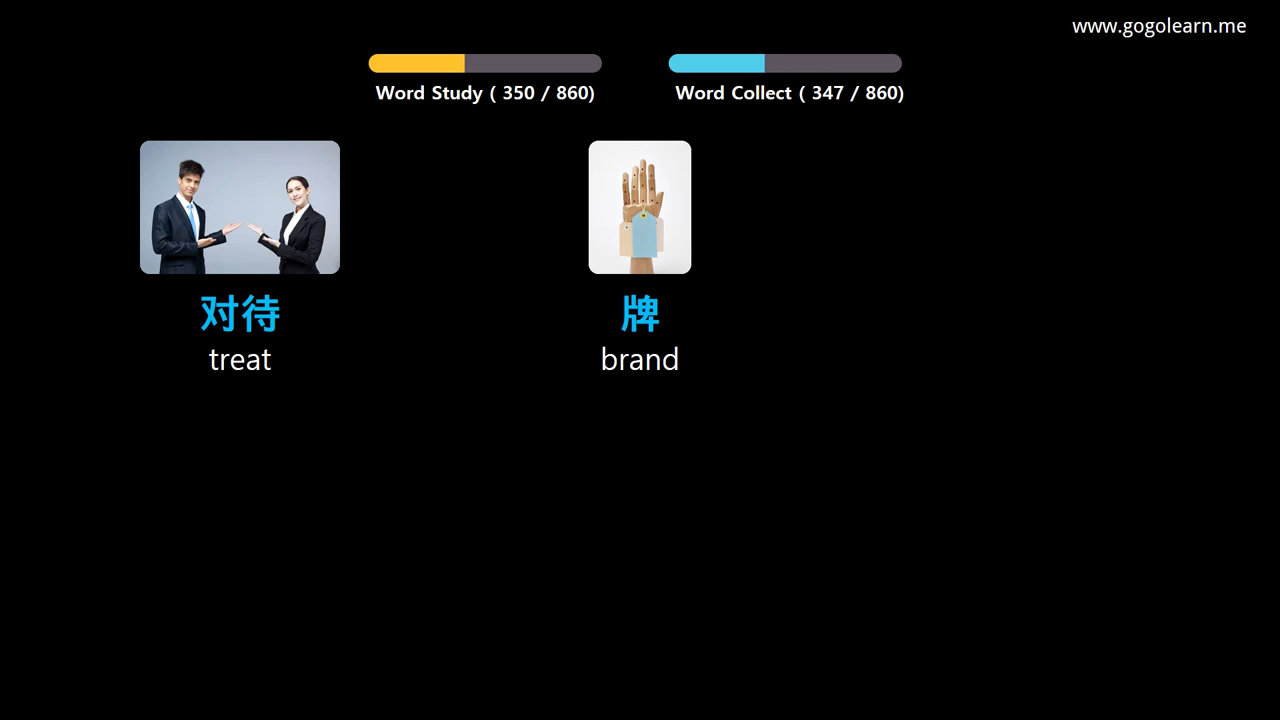 www.gogolearn.me
Word Study ( 350 / 860)
Word Collect ( 347 / 860)
对待
treat
牌
brand